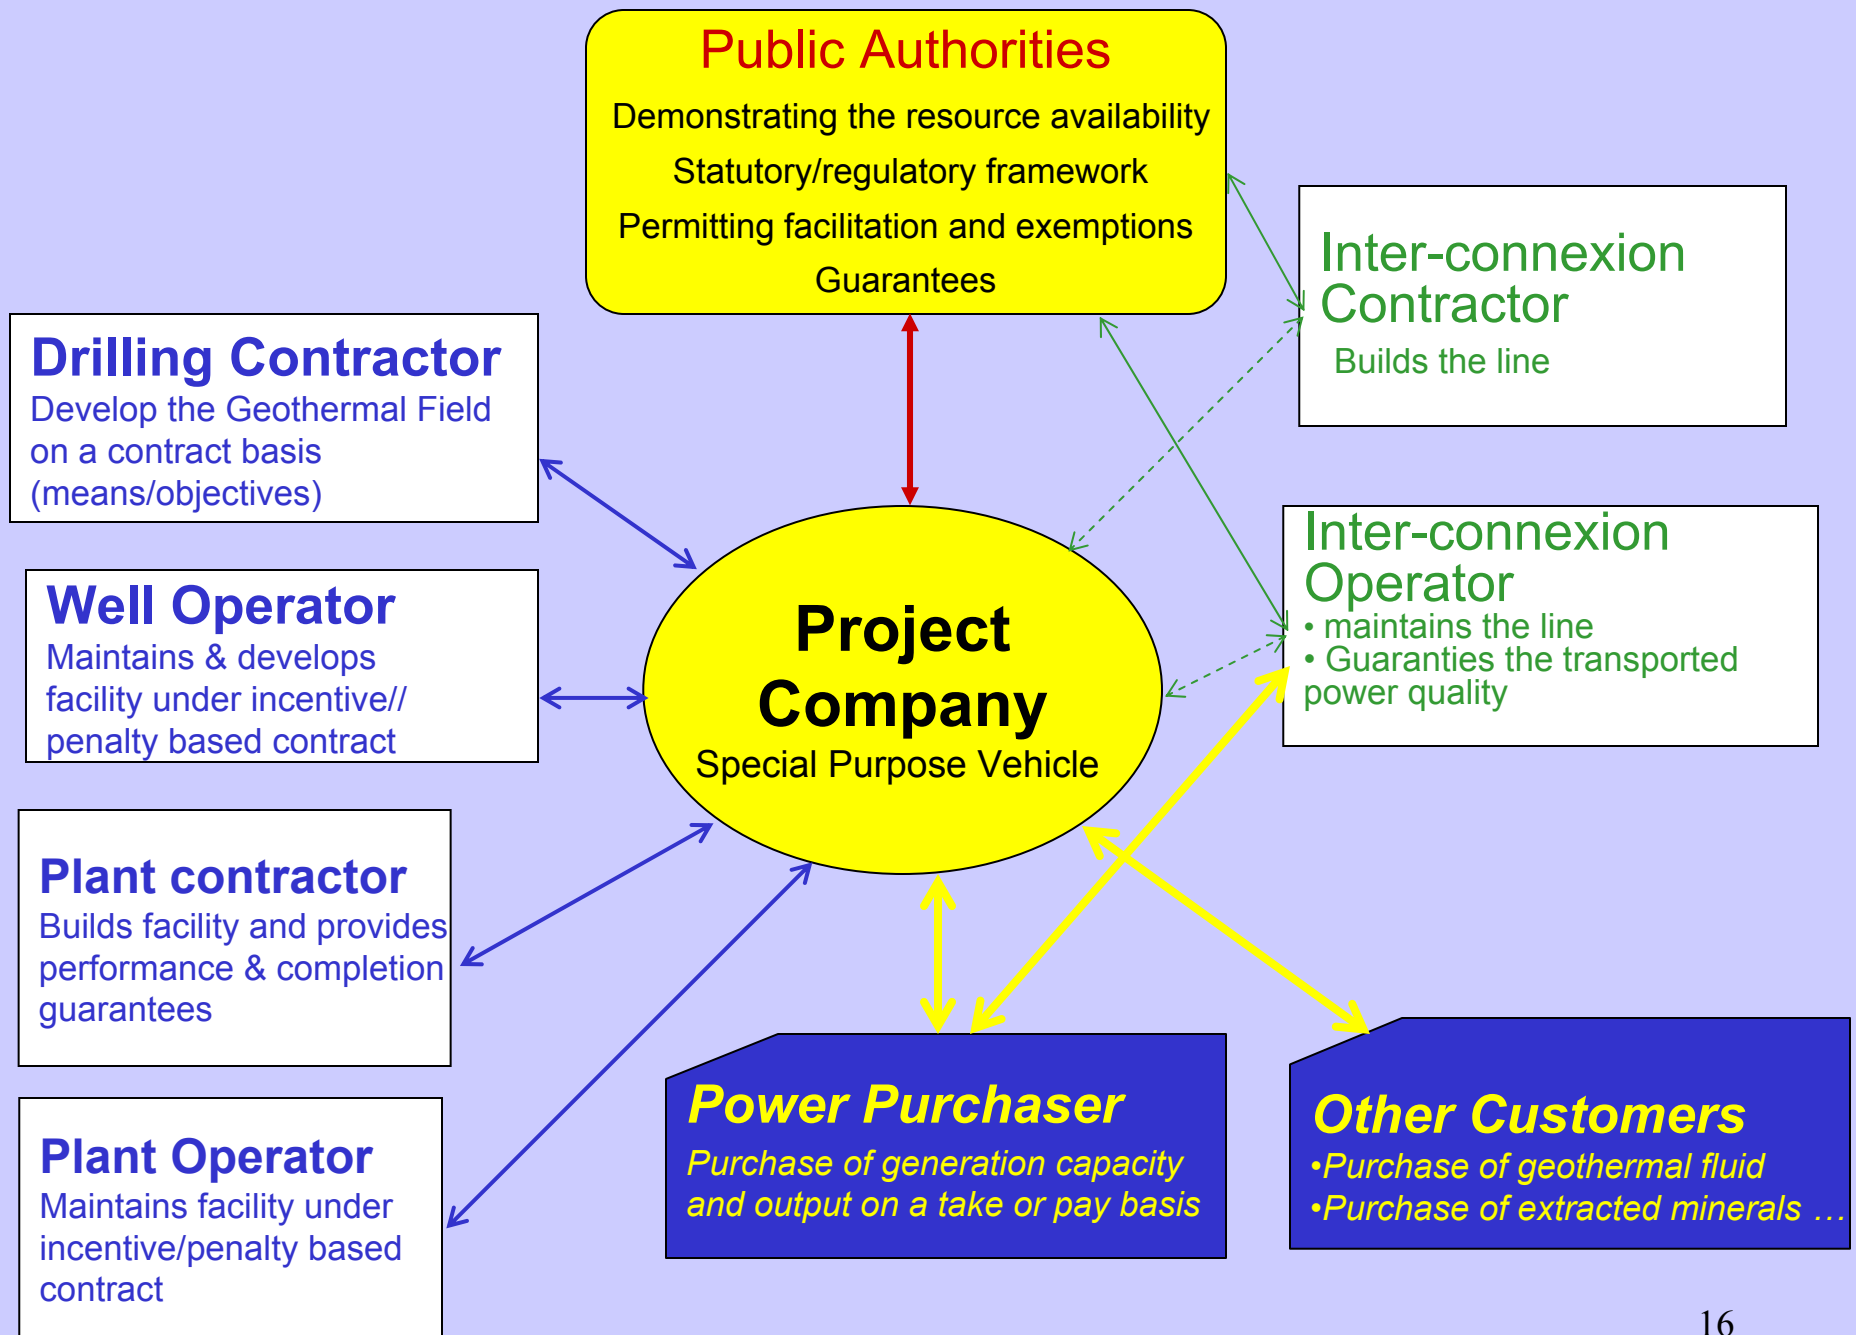 Public Authorities
Demonstrating the resource availability
Statutory/regulatory framework
Permitting facilitation and exemptions
Guarantees
Inter-connexion
Contractor
Builds the line
Drilling Contractor
Develop the Geothermal Field
on a contract basis
(means/objectives)
Inter-connexion
Operator
• maintains the line
• Guaranties the transported
power quality
Well Operator
Maintains & develops
facility under incentive//
penalty based contract
Project
Company
Special Purpose Vehicle
Plant contractor
Builds facility and provides
performance & completion
guarantees
Power Purchaser
Purchase of generation capacity
and output on a take or pay basis
Other Customers
•Purchase of geothermal fluid
•Purchase of extracted minerals …
Plant Operator
Maintains facility under
incentive/penalty based
contract
16